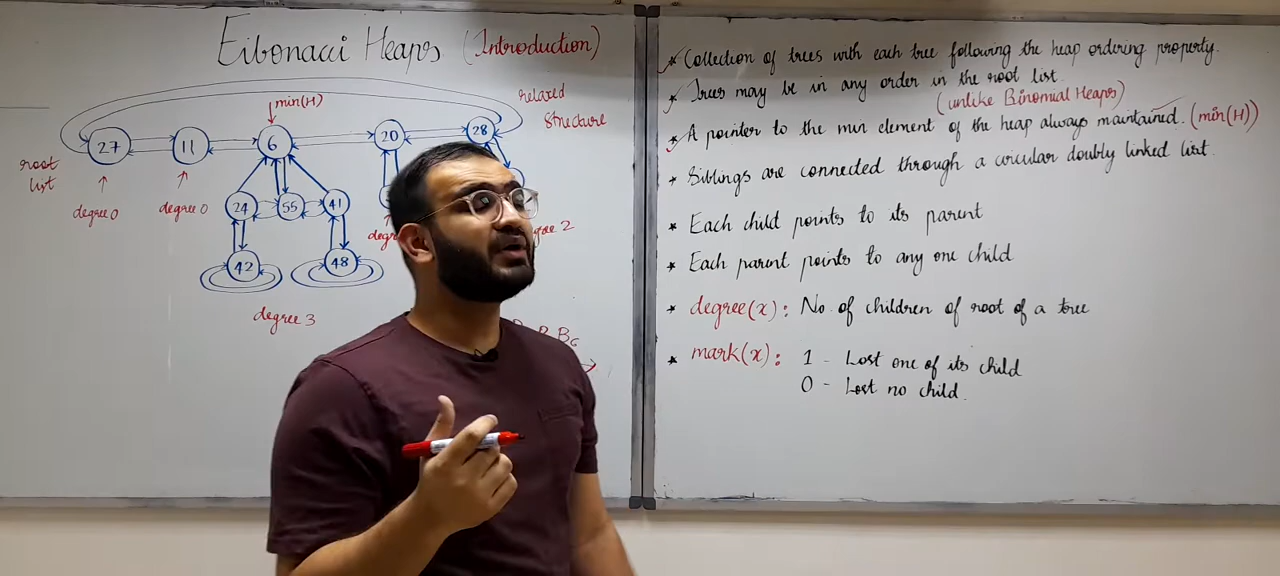 Fibonacci Heaps (Introduction)
min(H)
relaxed
structure
27 11 6 20 28
root
list
24 55 41
degree 0
degree 0
degree 2
42 48
degree 3
* Collection of trees with each tree following the heap ordering property.
* Trees may be in any order in the root list.
(unlike Binomial Heaps)
* A pointer to the min element of the heap always maintained. (min(H))
* Siblings are connected through a circular doubly linked list.
* Each child points to its parent
* Each parent points to any one child
* degree(x): No. of children of root of a tree
* mark(x): 1 - Lost one of its child
0 - Lost no child.